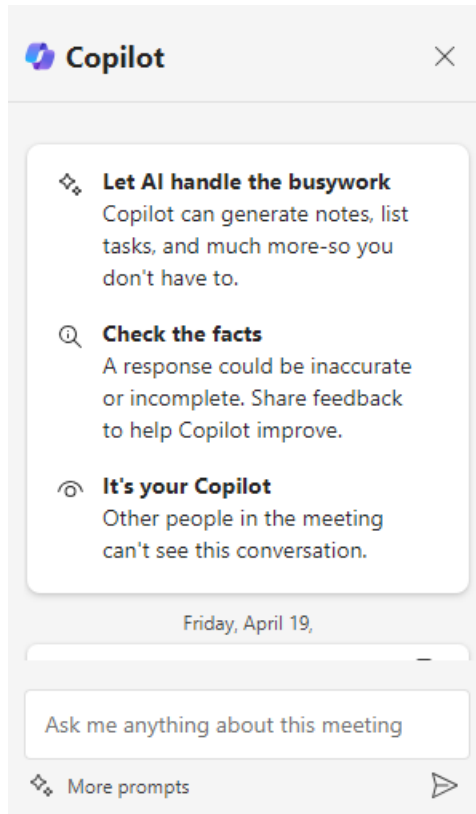 Copilot
Let AI handle the busywork
Copilot can generate notes, list
tasks, and much more-so you
don't have to.
Check the facts
A response could be inaccurate
or incomplete. Share feedback
to help Copilot improve.
It's your Copilot
Other people in the meeting
can't see this conversation.
Friday, April 19,
Ask me anything about this meeting
More prompts